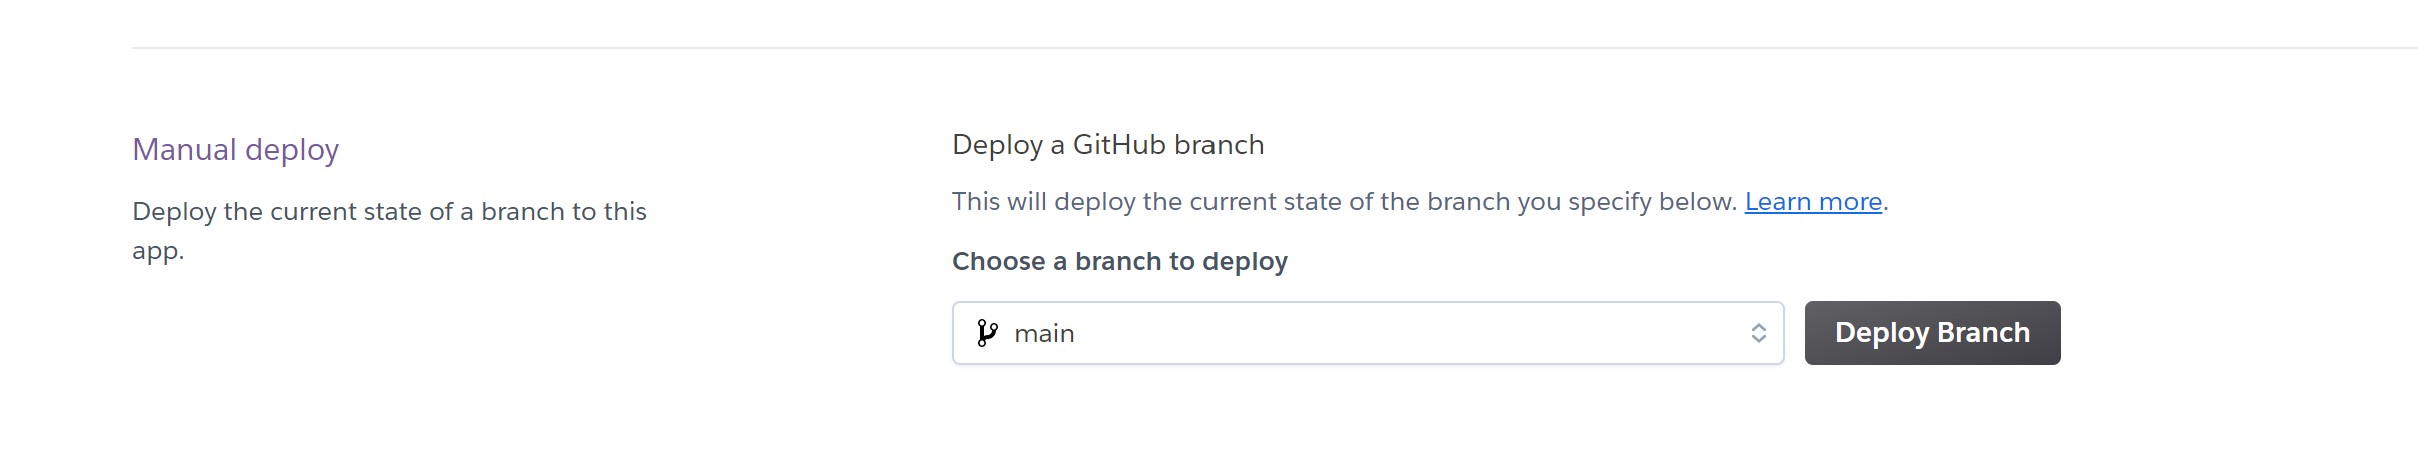 Manual deploy
Deploy the current state of a branch to this
app.
Deploy a GitHub branch
This will deploy the current state of the branch you specify below. Learn more.
Choose a branch to deploy
main
Deploy Branch